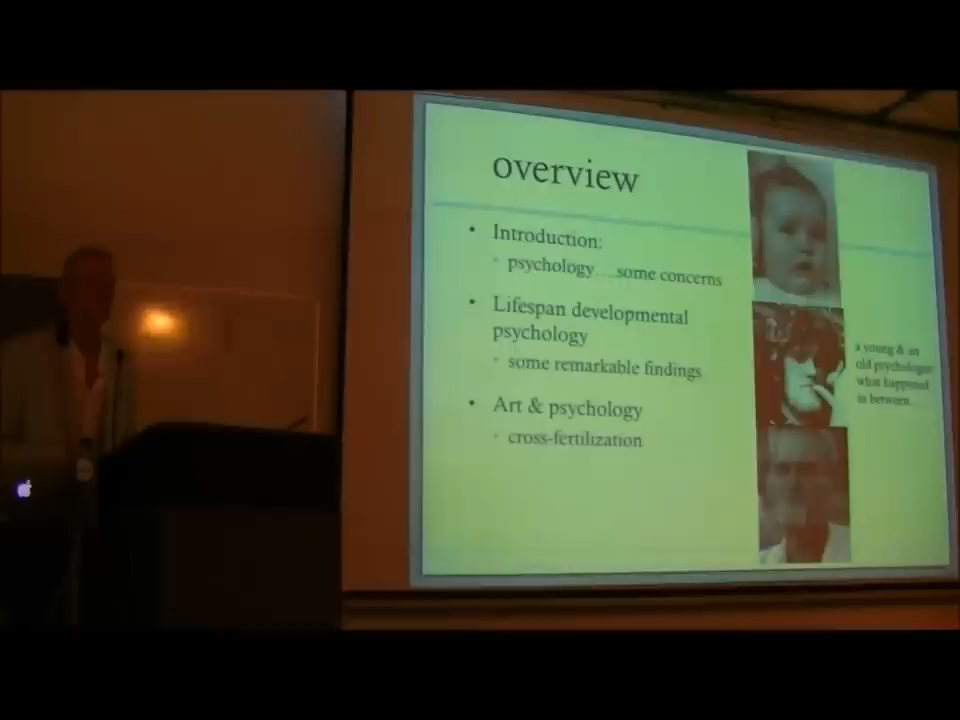 overview
• Introduction:
• psychology....some concerns
• Lifespan developmental
psychology
• some remarkable findings
• Art & psychology
• cross-fertilization
a young & an
old psychologist
what happened
in between....